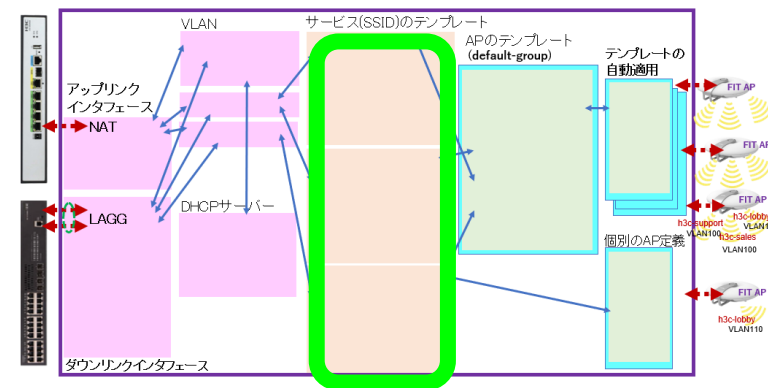 VLAN
サービス(SSID)のテンプレート
APのテンプレート
(default-group)
テンプレートの
自動適用
アップリンク
インタフェース
NAT
LAGG
DHCPサーバー
ダウンリンクインタフェース
個別のAP定義
FIT AP
FIT AP
FIT AP
h3c-support
VLAN100
h3c-lobby
h3c-sales
VLAN100
FIT AP
h3c-lobby
VLAN110